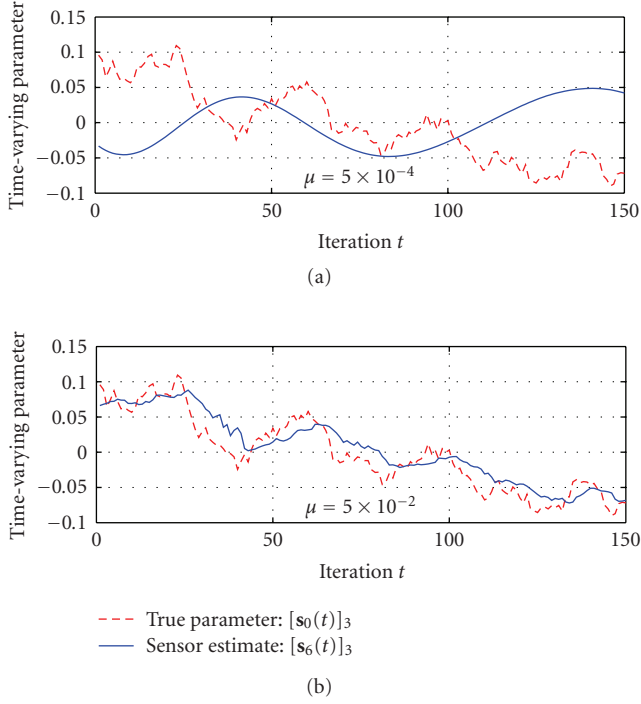 Time-varying parameter
0.15
0.1
0.05
0
−0.05
−0.1
μ = 5 × 10⁻⁴
0 50 100 150
Iteration t
(a)
Time-varying parameter
0.15
0.1
0.05
0
−0.05
−0.1
μ = 5 × 10⁻²
0 50 100 150
Iteration t
True parameter: [s₀(t)]₃
Sensor estimate: [s₆(t)]₃
(b)